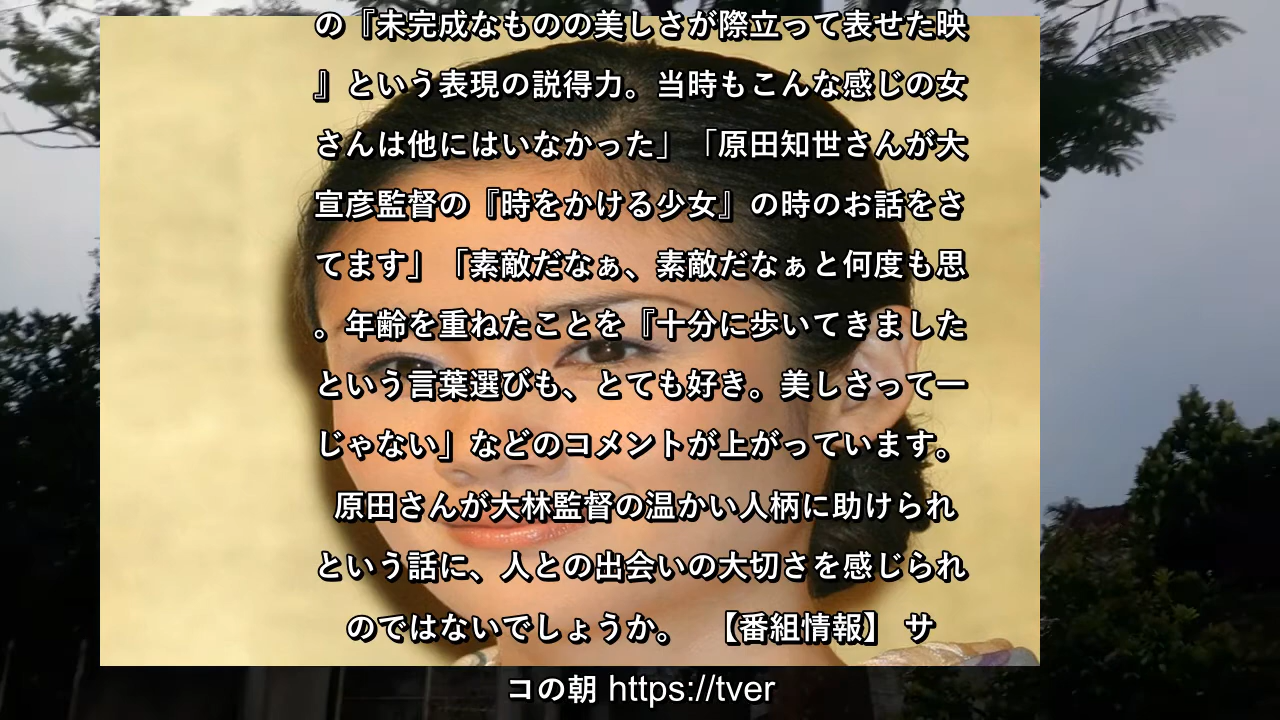 の『未完成なものの美しさが際立って表せた映
』という表現の説得力。当時もこんな感じの女
さんは他にはいなかった」「原田知世さんが大
宣彦監督の『時をかける少女』の時のお話をさ
てます」「素敵だなぁ、素敵だなぁと何度も思
。年齢を重ねたことを『十分に歩いてきました
という言葉選びも、とても好き。美しさって一
じゃない」などのコメントが上がっています。
原田さんが大林監督の温かい人柄に助けられ
という話に、人との出会いの大切さを感じられ
のではないでしょうか。 【番組情報】 サ
コの朝 https://tver